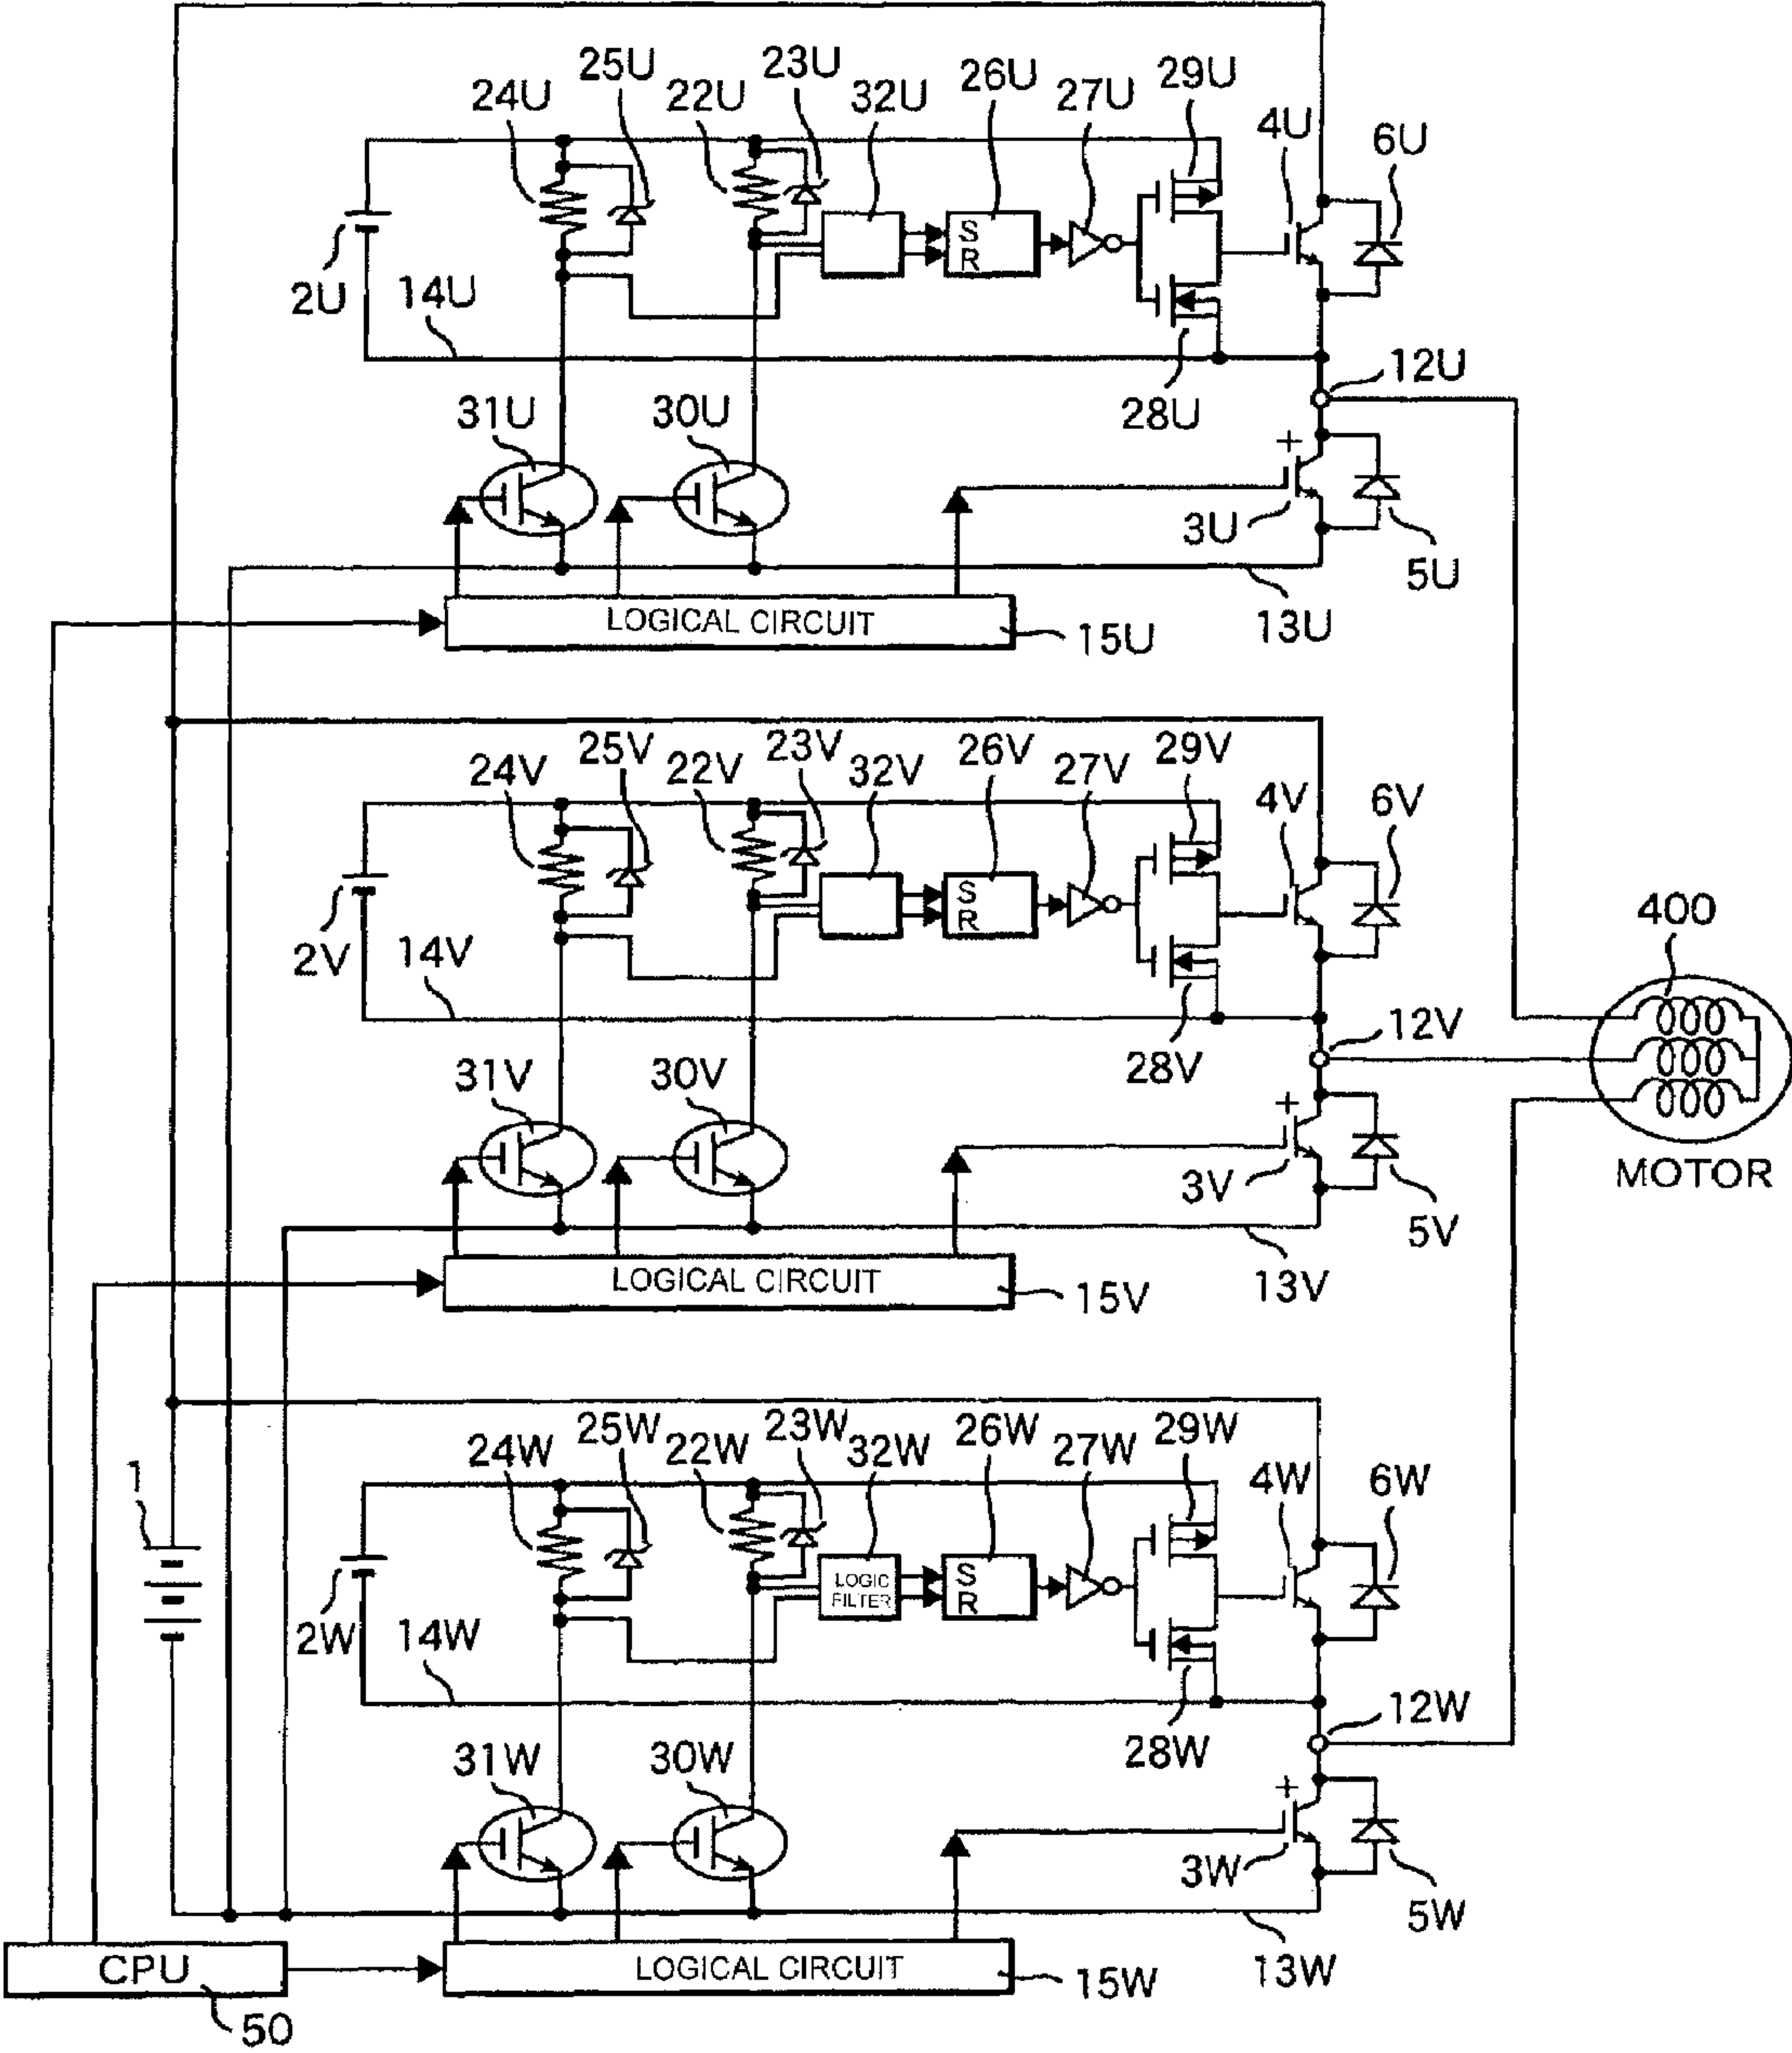 25U 23U 26U 29U
24U 22U 32U 27U 4U 6U
S
R
2U 14U
12U
31U 30U 28U
+
3U
5U
LOGICAL CIRCUIT 15U 13U
25V 23V 26V 29V
24V 22V 32V 27V 4V 6V
S
R
400
2V 14V
12V
31V 30V 28V
+
MOTOR
3V
5V
LOGICAL CIRCUIT 15V 13V
25W 23W 26W 29W
24W 22W 32W 27W 4W 6W
1
LOGIC
FILTER
S
R
2W 14W
12W
31W 30W 28W
+
3W
5W
CPU LOGICAL CIRCUIT 15W 13W
50